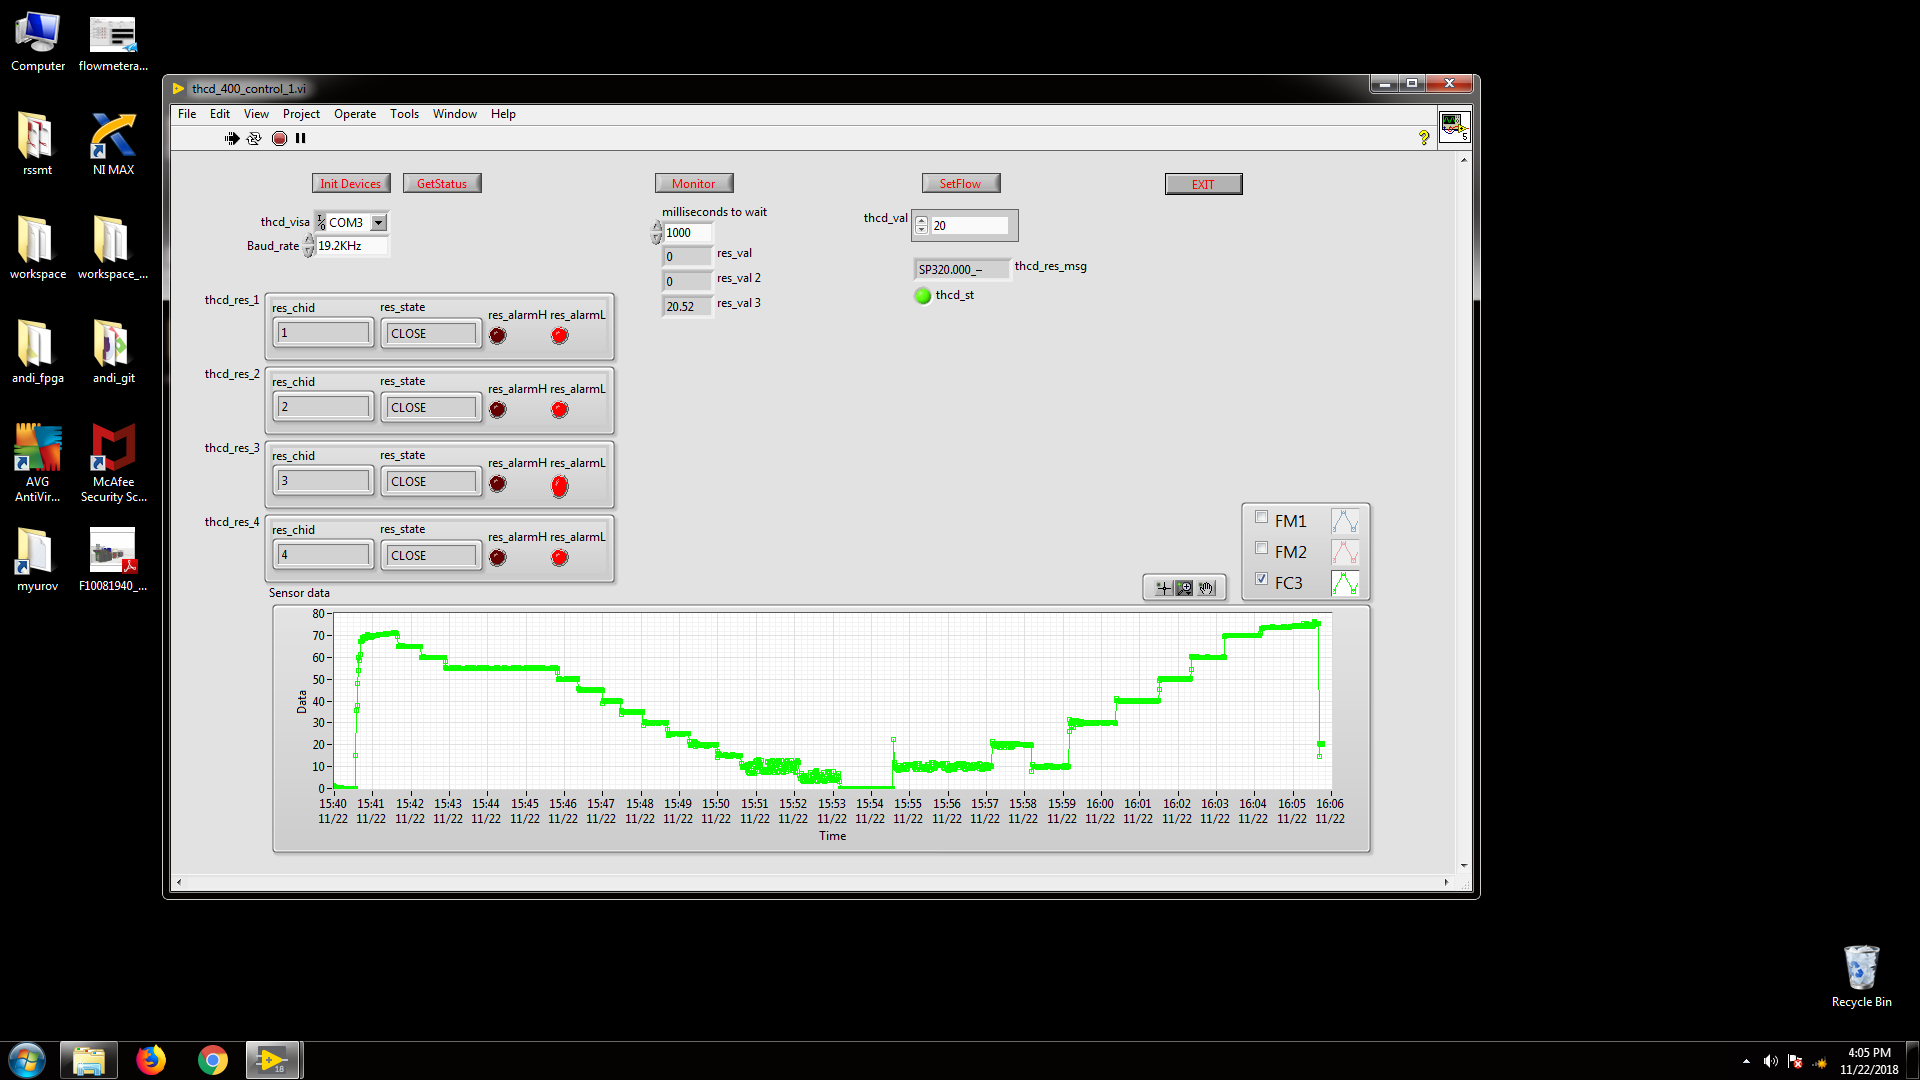 Computer
flowmetera...
rssmt
NI MAX
workspace
workspace_...
andi_fpga
andi_git
AVG
AntiVir...
McAfee
Security Sc...
myurov
F10081940_...
thcd_400_control_1.vi
File Edit View Project Operate Tools Window Help
5
Init Devices
GetStatus
Monitor
SetFlow
EXIT
thcd_visa
COM3
Baud_rate
19.2KHz
milliseconds to wait
1000
0
res_val
0
res_val 2
20.52
res_val 3
thcd_val
20
SP320.000_--
thcd_res_msg
thcd_st
thcd_res_1
res_chid
res_state
res_alarmH
res_alarmL
1
CLOSE
thcd_res_2
res_chid
res_state
res_alarmH
res_alarmL
2
CLOSE
thcd_res_3
res_chid
res_state
res_alarmH
res_alarmL
3
CLOSE
thcd_res_4
res_chid
res_state
res_alarmH
res_alarmL
4
CLOSE
FM1
FM2
FC3
Sensor data
Data
80
70
60
50
40
30
20
10
0
15:40 15:41 15:42 15:43 15:44 15:45 15:46 15:47 15:48 15:49 15:50 15:51 15:52 15:53 15:54 15:55 15:56 15:57 15:58 15:59 16:00 16:01 16:02 16:03 16:04 16:05 16:06
11/22 11/22 11/22 11/22 11/22 11/22 11/22 11/22 11/22 11/22 11/22 11/22 11/22 11/22 11/22 11/22 11/22 11/22 11/22 11/22 11/22 11/22 11/22 11/22 11/22 11/22 11/22
Time
Recycle Bin
18
4:05 PM
11/22/2018